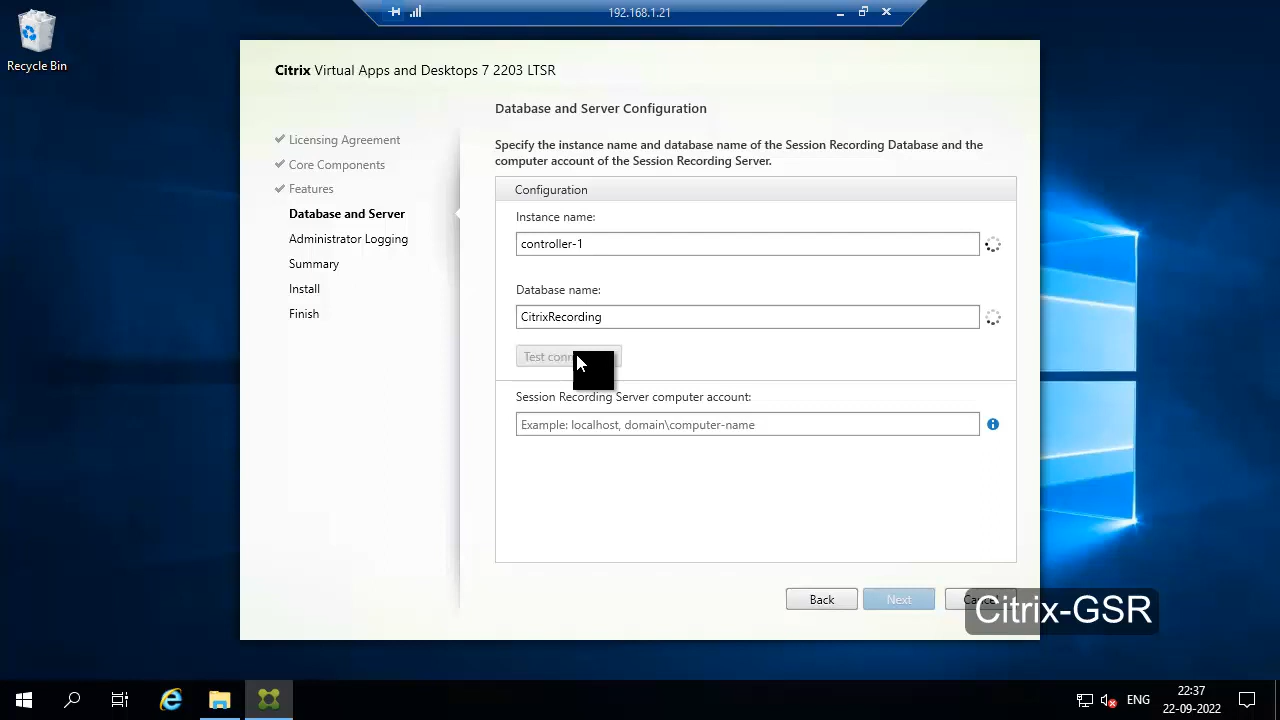 192.168.1.21
Recycle Bin
Citrix Virtual Apps and Desktops 7 2203 LTSR
Licensing Agreement
Core Components
Features
Database and Server
Administrator Logging
Summary
Install
Finish
Database and Server Configuration
Specify the instance name and database name of the Session Recording Database and the
computer account of the Session Recording Server.
Configuration
Instance name:
controller-1
Database name:
CitrixRecording
Test
Session Recording Server computer account:
Example: localhost, domain\computer-name
Back
Next
Citrix-GSR
ENG
22:37
22-09-2022